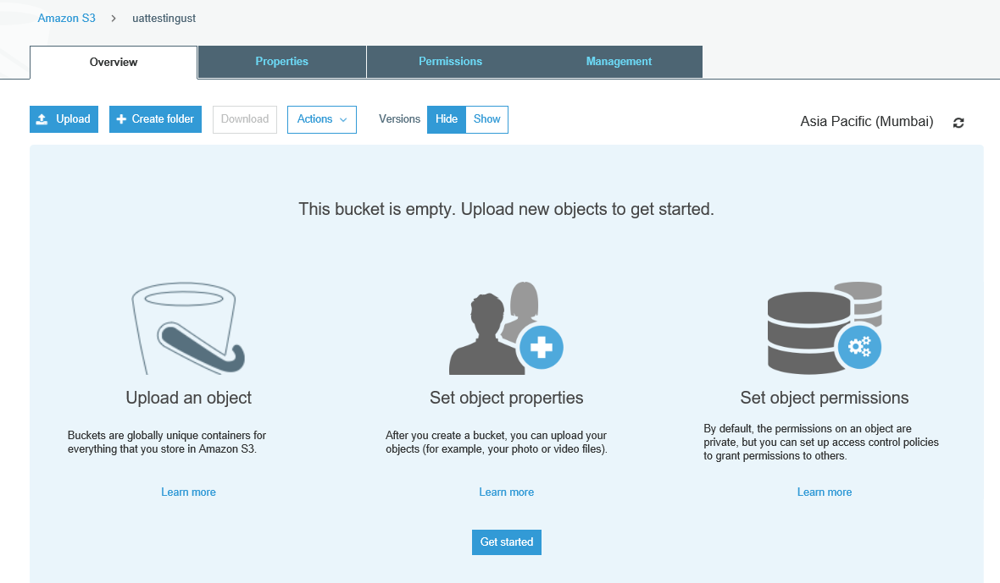 Amazon S3 > uattestingust
Overview Properties Permissions Management
Upload Create folder Download Actions Versions Hide Show Asia Pacific (Mumbai)
This bucket is empty. Upload new objects to get started.
Upload an object
Buckets are globally unique containers for
everything that you store in Amazon S3.
Learn more
Set object properties
After you create a bucket, you can upload your
objects (for example, your photo or video files).
Learn more
Set object permissions
By default, the permissions on an object are
private, but you can set up access control policies
to grant permissions to others.
Learn more
Get started